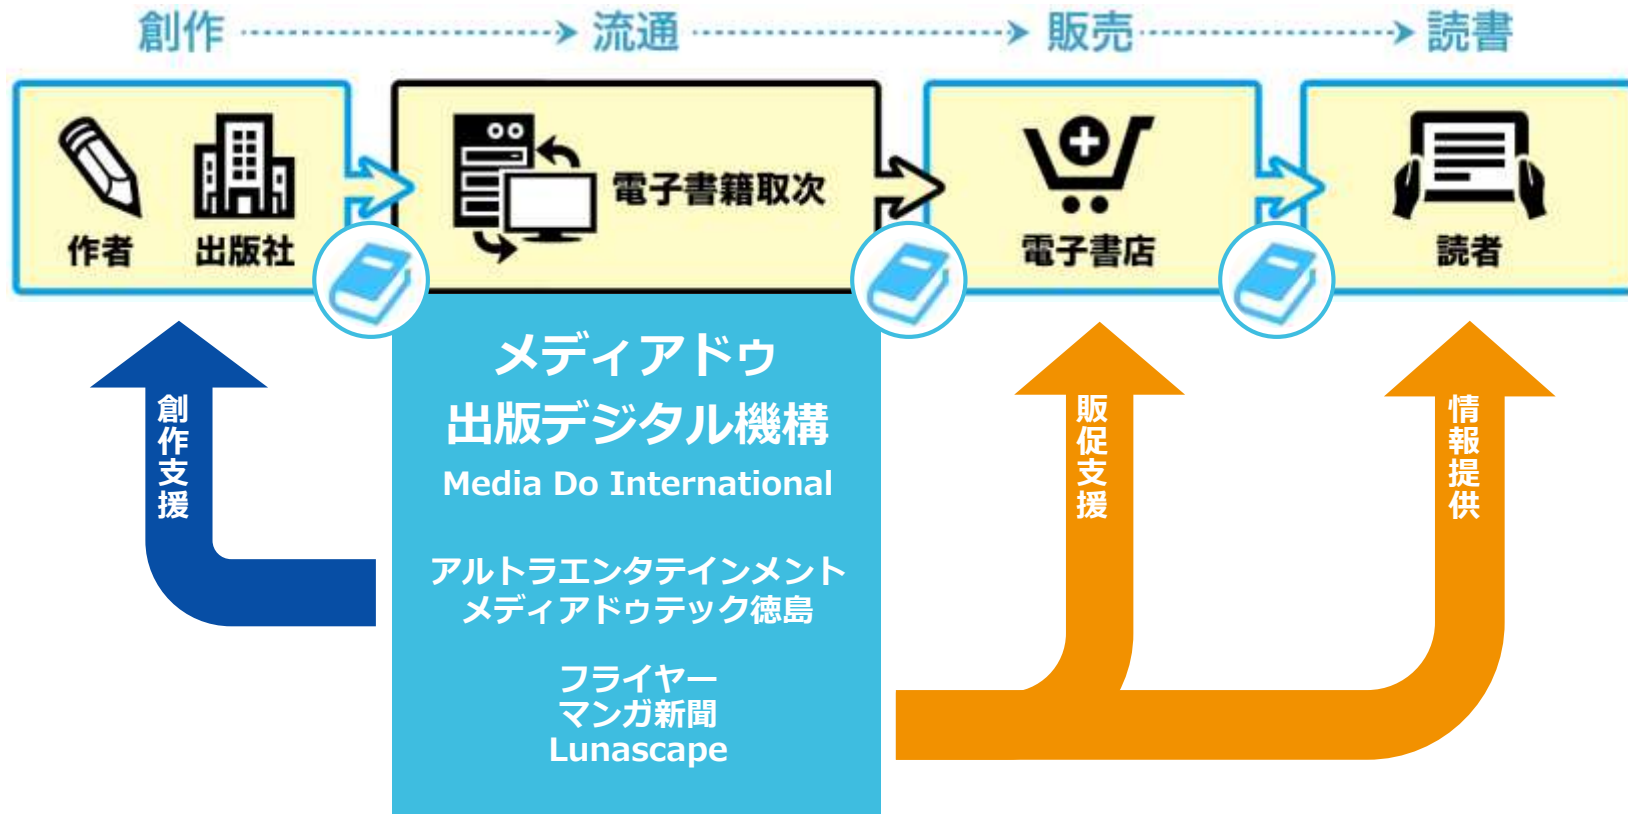 創作
流通
販売
読書
作者
出版社
電子書籍取次
電子書店
読者
メディアドゥ
出版デジタル機構
Media Do International
アルトラエンタテインメント
メディアドゥテック徳島
フライヤー
マンガ新聞
Lunascape
創作支援
販促支援
情報提供